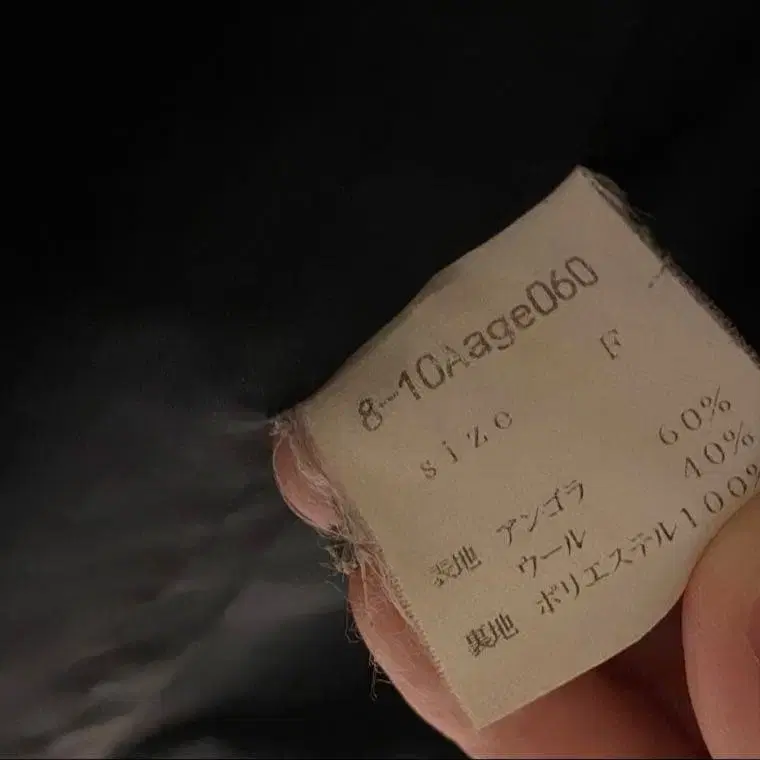 8-10Aage060
size F
表地 アンゴラ 60%
ウール 40%
裏地 ポリエステル100%